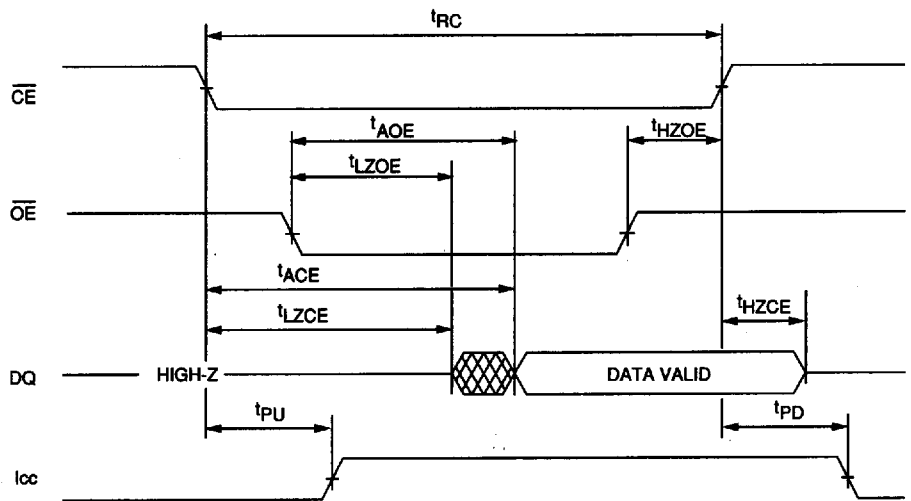 tRC
CE
tAOE
tHZOE
tLZOE
OE
tACE
tLZCE
tHZCE
DQ
HIGH-Z
DATA VALID
tPU
tPD
Icc